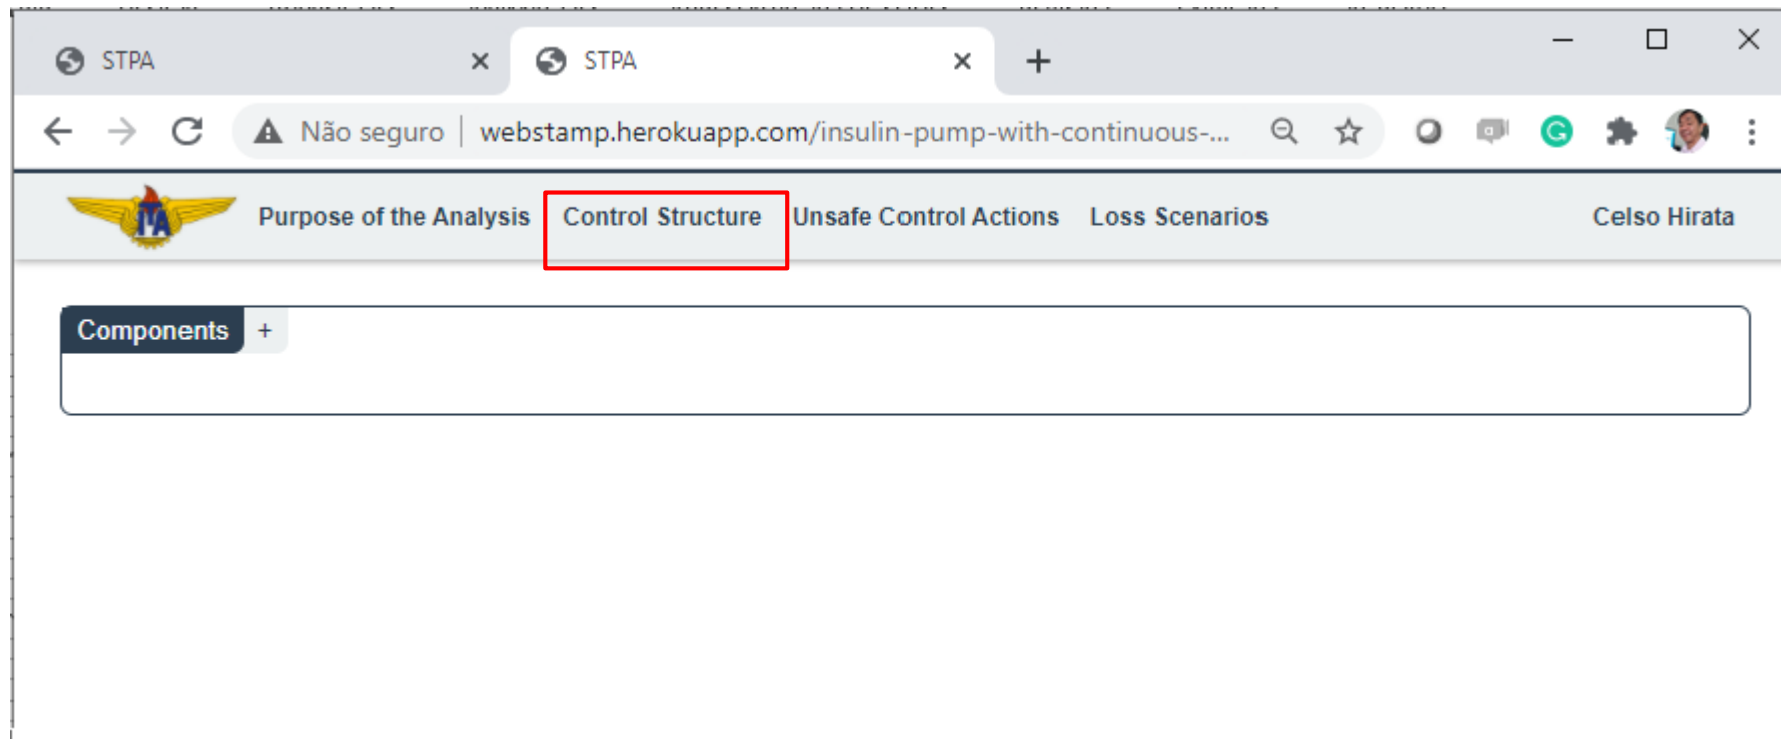 STPA
STPA
Não seguro | webstamp.herokuapp.com/insulin-pump-with-continuous-...
ITA
Purpose of the Analysis Control Structure Unsafe Control Actions Loss Scenarios Celso Hirata
Components +